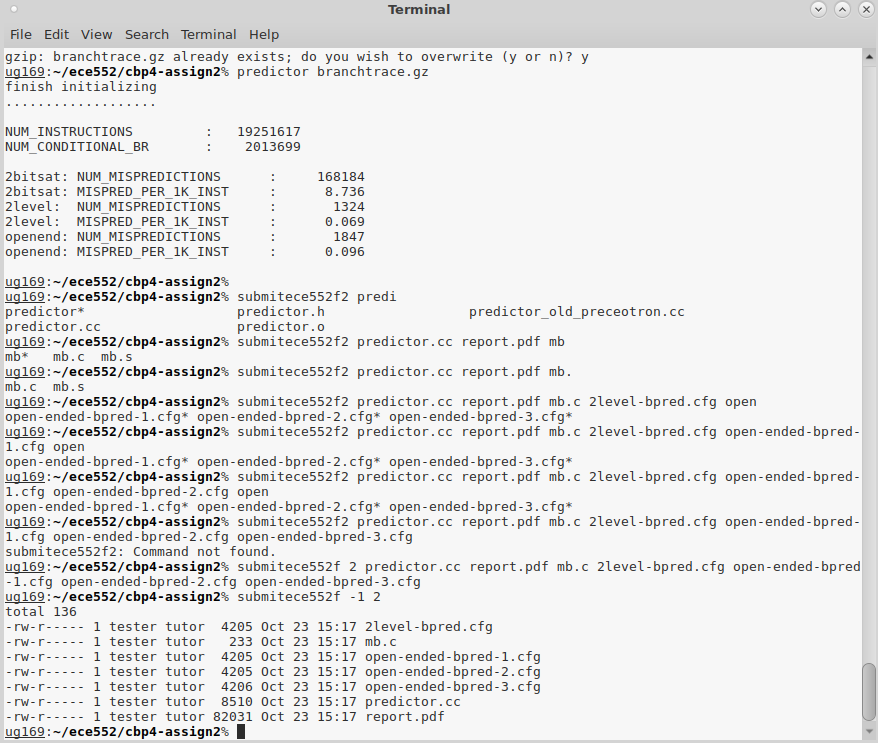 Terminal
File Edit View Search Terminal Help
gzip: branchtrace.gz already exists; do you wish to overwrite (y or n)? y
ug169:~/ece552/cbp4-assign2% predictor branchtrace.gz
finish initializing
...................
NUM_INSTRUCTIONS         :   19251617
NUM_CONDITIONAL_BR       :    2013699
2bitsat: NUM_MISPREDICTIONS      :     168184
2bitsat: MISPRED_PER_1K_INST     :      8.736
2level:  NUM_MISPREDICTIONS      :       1324
2level:  MISPRED_PER_1K_INST     :      0.069
openend: NUM_MISPREDICTIONS      :       1847
openend: MISPRED_PER_1K_INST     :      0.096
ug169:~/ece552/cbp4-assign2%
ug169:~/ece552/cbp4-assign2% submitece552f2 predi
predictor*                   predictor.h                  predictor_old_preceotron.cc
predictor.cc                 predictor.o
ug169:~/ece552/cbp4-assign2% submitece552f2 predictor.cc report.pdf mb
mb*   mb.c  mb.s
ug169:~/ece552/cbp4-assign2% submitece552f2 predictor.cc report.pdf mb.
mb.c  mb.s
ug169:~/ece552/cbp4-assign2% submitece552f2 predictor.cc report.pdf mb.c 2level-bpred.cfg open
open-ended-bpred-1.cfg* open-ended-bpred-2.cfg* open-ended-bpred-3.cfg*
ug169:~/ece552/cbp4-assign2% submitece552f2 predictor.cc report.pdf mb.c 2level-bpred.cfg open-ended-bpred-
1.cfg open
open-ended-bpred-1.cfg* open-ended-bpred-2.cfg* open-ended-bpred-3.cfg*
ug169:~/ece552/cbp4-assign2% submitece552f2 predictor.cc report.pdf mb.c 2level-bpred.cfg open-ended-bpred-
1.cfg open-ended-bpred-2.cfg open
open-ended-bpred-1.cfg* open-ended-bpred-2.cfg* open-ended-bpred-3.cfg*
ug169:~/ece552/cbp4-assign2% submitece552f2 predictor.cc report.pdf mb.c 2level-bpred.cfg open-ended-bpred-
1.cfg open-ended-bpred-2.cfg open-ended-bpred-3.cfg
submitece552f2: Command not found.
ug169:~/ece552/cbp4-assign2% submitece552f 2 predictor.cc report.pdf mb.c 2level-bpred.cfg open-ended-bpred
-1.cfg open-ended-bpred-2.cfg open-ended-bpred-3.cfg
ug169:~/ece552/cbp4-assign2% submitece552f -l 2
total 136
-rw-r----- 1 tester tutor  4205 Oct 23 15:17 2level-bpred.cfg
-rw-r----- 1 tester tutor   233 Oct 23 15:17 mb.c
-rw-r----- 1 tester tutor  4205 Oct 23 15:17 open-ended-bpred-1.cfg
-rw-r----- 1 tester tutor  4205 Oct 23 15:17 open-ended-bpred-2.cfg
-rw-r----- 1 tester tutor  4206 Oct 23 15:17 open-ended-bpred-3.cfg
-rw-r----- 1 tester tutor  8510 Oct 23 15:17 predictor.cc
-rw-r----- 1 tester tutor 82031 Oct 23 15:17 report.pdf
ug169:~/ece552/cbp4-assign2%